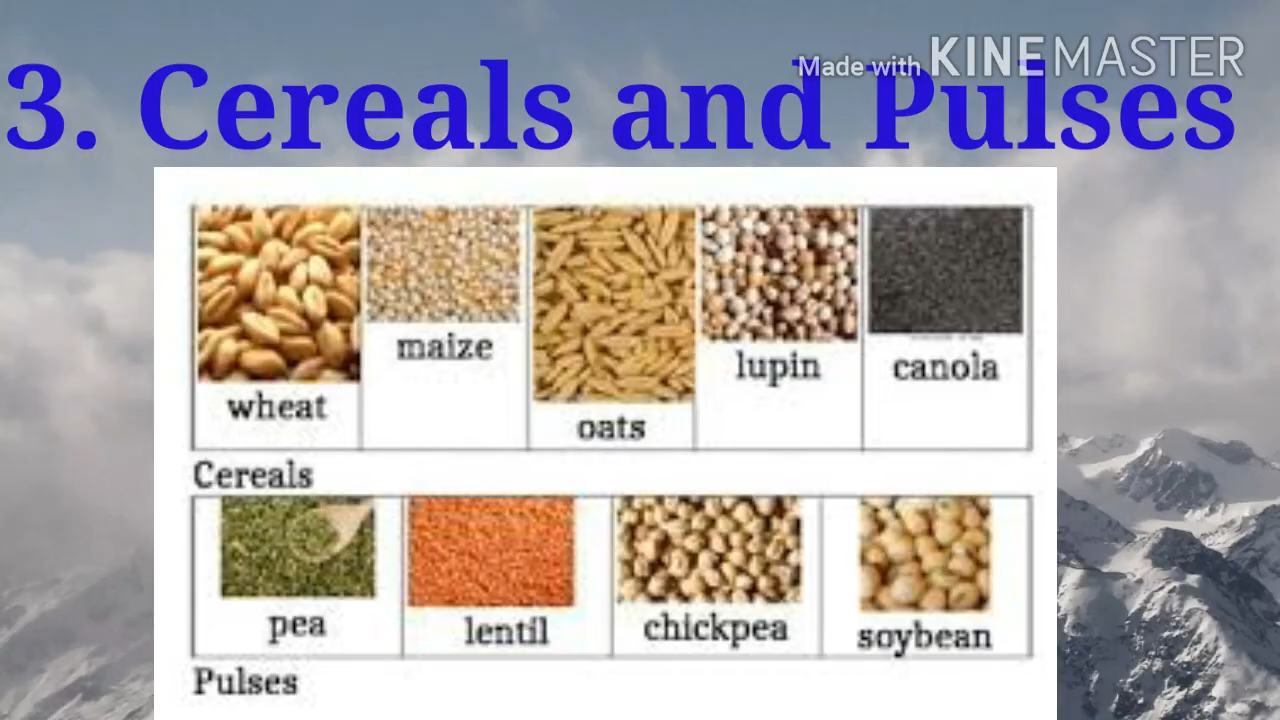 Made with KINEMASTER
3. Cereals and Pulses
wheat
maize
oats
lupin
canola
Cereals
pea
lentil
chickpea
soybean
Pulses